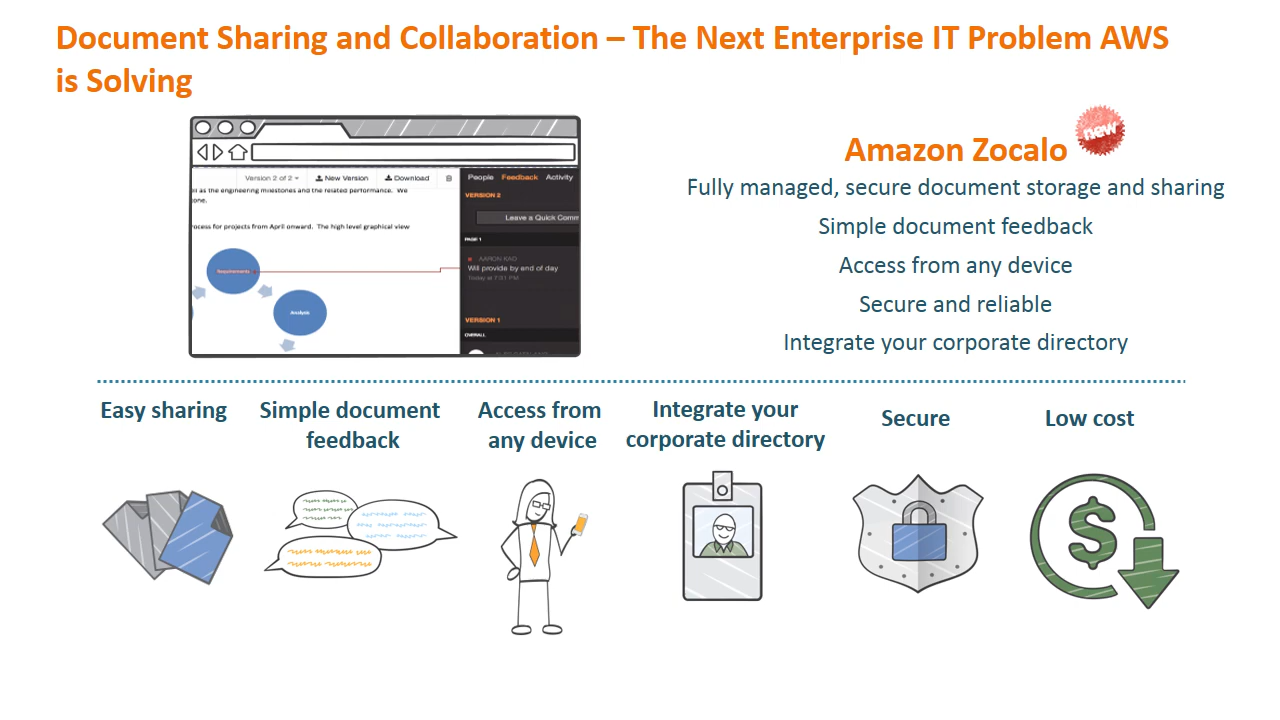 Document Sharing and Collaboration – The Next Enterprise IT Problem AWS
is Solving
Version 2 of 2
New Version
Download
as the engineering milestones and the related performance. We
process for projects from April onward. The high level graphical view
Requirements
Analysis
People Feedback Activity
VERSION 2
Leave a Quick Comm
PAGE 1
AARON KAO
Will provide by end of day
Today at 7:51 PM
VERSION 1
OVERALL
Amazon Zocalo
new
Fully managed, secure document storage and sharing
Simple document feedback
Access from any device
Secure and reliable
Integrate your corporate directory
Easy sharing
Simple document
feedback
Access from
any device
Integrate your
corporate directory
Secure
Low cost